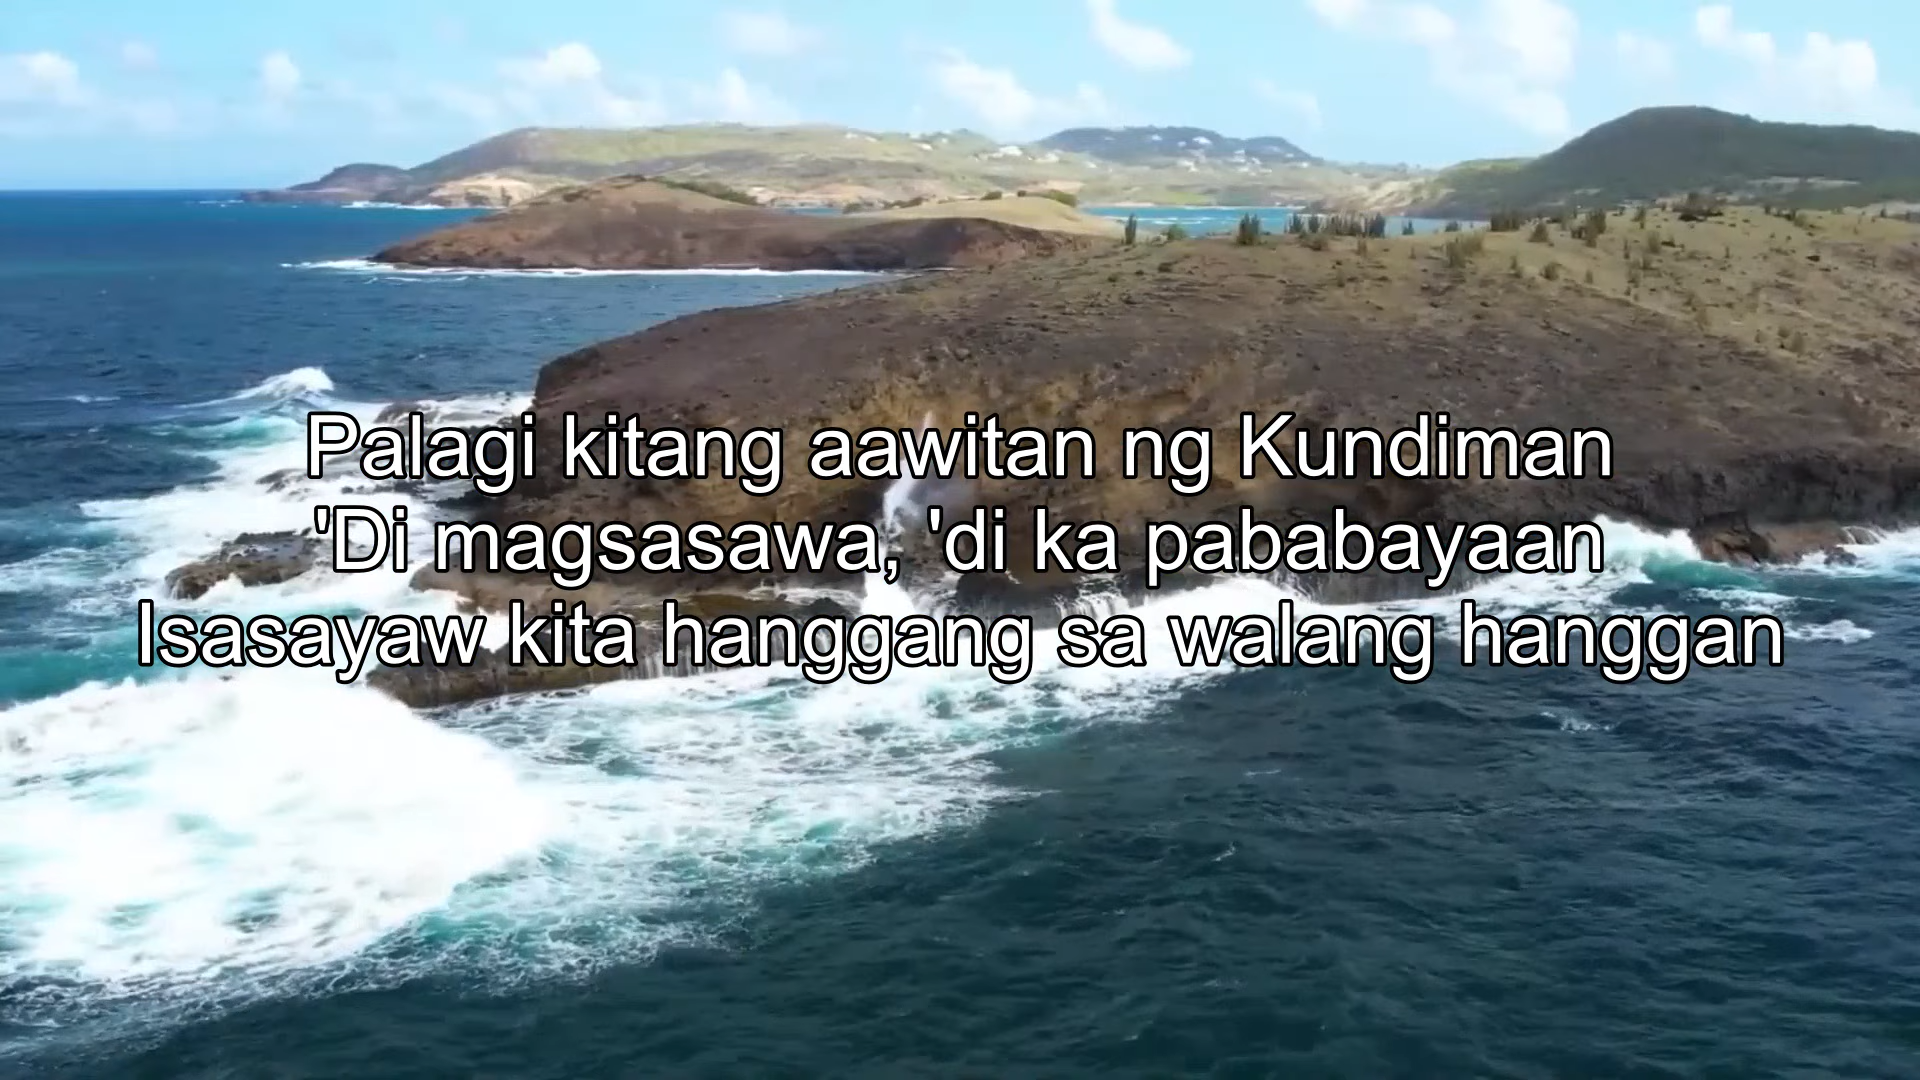 Palagi kitang aawitan ng Kundiman
'Di magsasawa, 'di ka pababayaan
Isasayaw kita hanggang sa walang hanggan